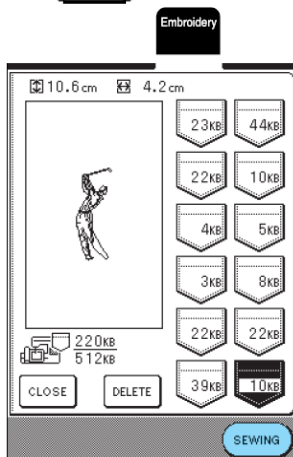 Embroidery
10.6cm 4.2cm
23KB 44KB
22KB 10KB
4KB 5KB
3KB 8KB
22KB 22KB
220KB
512KB
39KB 10KB
CLOSE DELETE
SEWING